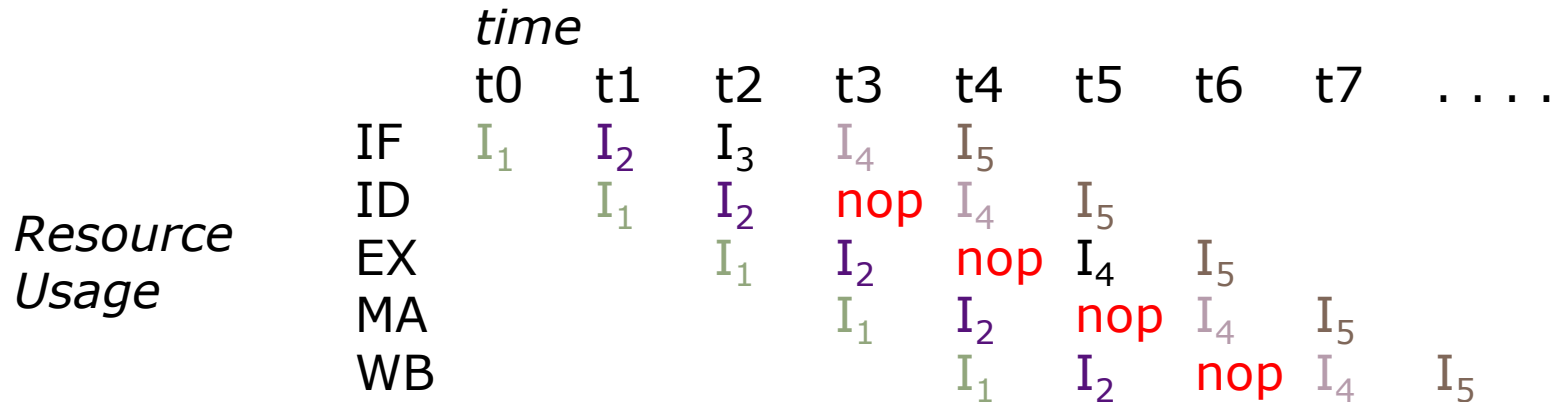 time
t0 t1 t2 t3 t4 t5 t6 t7 . . . .
IF I₁ I₂ I₃ I₄ I₅
ID I₁ I₂ nop I₄ I₅
Resource
EX I₁ I₂ nop I₄ I₅
Usage
MA I₁ I₂ nop I₄ I₅
WB I₁ I₂ nop I₄ I₅